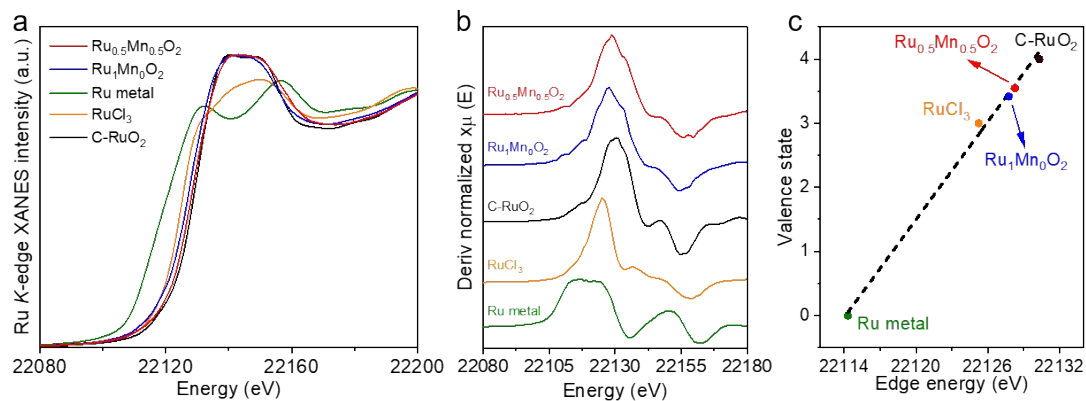 a
Ru K-edge XANES intensity (a.u.)
Ru0.5Mn0.5O2
Ru1Mn0O2
Ru metal
RuCl3
C-RuO2
22080 22110 22130 22160 22200
Energy (eV)
b
Deriv normalized xμ (E)
Ru0.5Mn0.5O2
Ru1Mn0O2
C-RuO2
RuCl3
Ru metal
22080 22105 22130 22155 22180
Energy (eV)
c
Valence state
4
3
2
1
0
C-RuO2
Ru0.5Mn0.5O2
RuCl3
Ru1Mn0O2
Ru metal
22114 22120 22126 22132
Edge energy (eV)